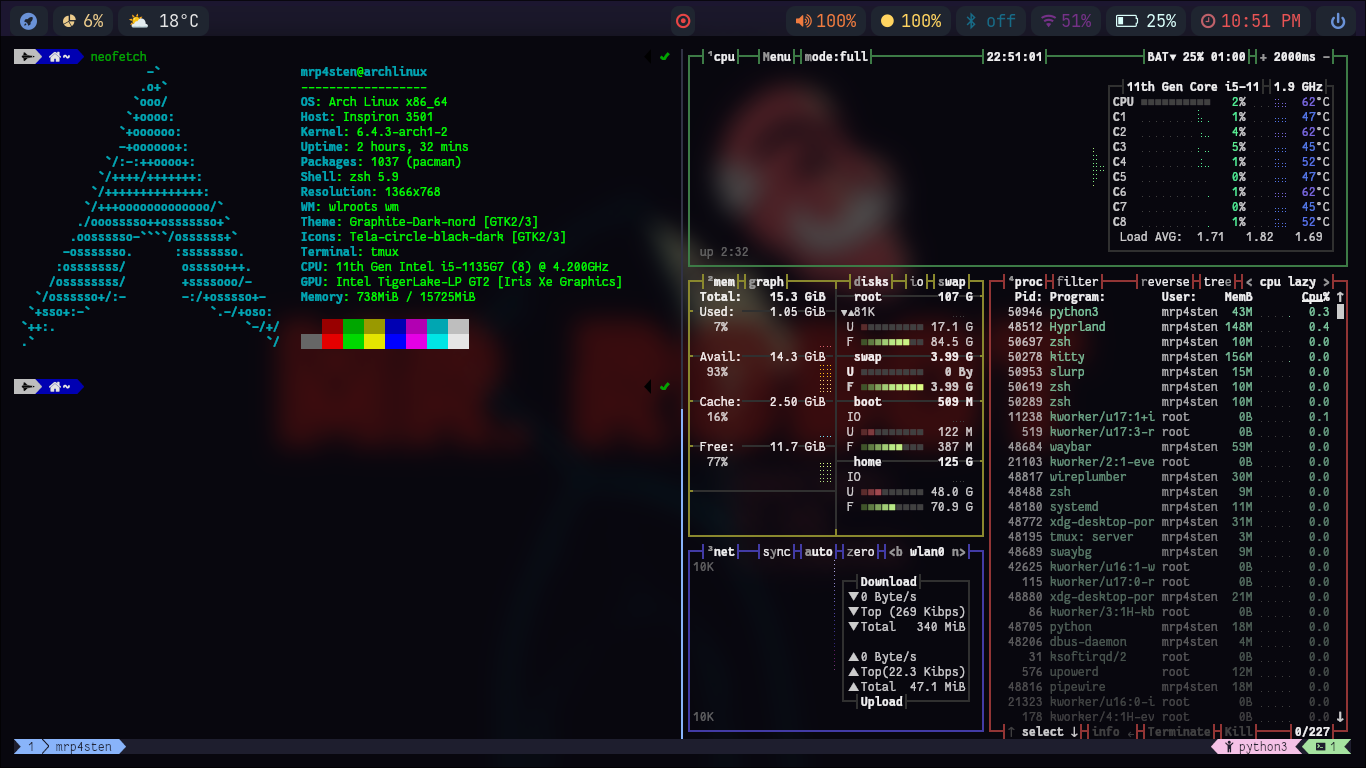 6% 18°C 100% 100% off 51% 25% 10:51 PM
~ neofetch
mrp4sten@archlinux
------------------
OS: Arch Linux x86_64
Host: Inspiron 3501
Kernel: 6.4.3-arch1-2
Uptime: 2 hours, 32 mins
Packages: 1037 (pacman)
Shell: zsh 5.9
Resolution: 1366x768
WM: wlroots wm
Theme: Graphite-Dark-nord [GTK2/3]
Icons: Tela-circle-black-dark [GTK2/3]
Terminal: tmux
CPU: 11th Gen Intel i5-1135G7 (8) @ 4.200GHz
GPU: Intel TigerLake-LP GT2 [Iris Xe Graphics]
Memory: 738MiB / 15725MiB
~
¹cpu Menu mode:full 22:51:01 BAT▼ 25% 01:00 + 2000ms -
11th Gen Core i5-11 1.9 GHz
CPU 2% 62°C
C1 1% 47°C
C2 4% 62°C
C3 5% 45°C
C4 1% 52°C
C5 0% 47°C
C6 1% 62°C
C7 0% 45°C
C8 1% 52°C
Load AVG: 1.71 1.82 1.69
up 2:32
²mem graph
Total: 15.3 GiB
Used: 1.05 GiB
7%
Avail: 14.3 GiB
93%
Cache: 2.50 GiB
16%
Free: 11.7 GiB
77%
disks io swap
root 107 G
▼▲81K
U 17.1 G
F 84.5 G
swap 3.99 G
U 0 By
F 3.99 G
boot 509 M
IO
U 122 M
F 387 M
home 125 G
IO
U 48.0 G
F 70.9 G
³net sync auto zero <b wlan0 n>
10K
Download
▼0 Byte/s
▼Top (269 Kibps)
▼Total 340 MiB
▲0 Byte/s
▲Top(22.3 Kibps)
▲Total 47.1 MiB
Upload
10K
⁴proc filter reverse tree < cpu lazy >
Pid: Program: User: MemB Cpu% ↑
50946 python3 mrp4sten 43M 0.3
48512 Hyprland mrp4sten 148M 0.4
50697 zsh mrp4sten 10M 0.0
50278 kitty mrp4sten 156M 0.0
50953 slurp mrp4sten 15M 0.0
50619 zsh mrp4sten 10M 0.0
50289 zsh mrp4sten 10M 0.0
11238 kworker/u17:1+i root 0B 0.1
519 kworker/u17:3-r root 0B 0.0
48684 waybar mrp4sten 59M 0.0
21103 kworker/2:1-eve root 0B 0.0
48817 wireplumber mrp4sten 30M 0.0
48488 zsh mrp4sten 9M 0.0
48180 systemd mrp4sten 11M 0.0
48772 xdg-desktop-por mrp4sten 31M 0.0
48195 tmux: server mrp4sten 3M 0.0
48689 swaybg mrp4sten 9M 0.0
42625 kworker/u16:1-w root 0B 0.0
115 kworker/u17:0-r root 0B 0.0
48880 xdg-desktop-por mrp4sten 21M 0.0
86 kworker/3:1H-kb root 0B 0.0
48705 python mrp4sten 18M 0.0
48206 dbus-daemon mrp4sten 4M 0.0
31 ksoftirqd/2 root 0B 0.0
576 upowerd root 12M 0.0
48816 pipewire mrp4sten 18M 0.0
21323 kworker/u16:0-i root 0B 0.0
178 kworker/4:1H-ev root 0B 0.0 ↓
↑ select ↓ info ← Terminate Kill 0/227
1 mrp4sten python3 1